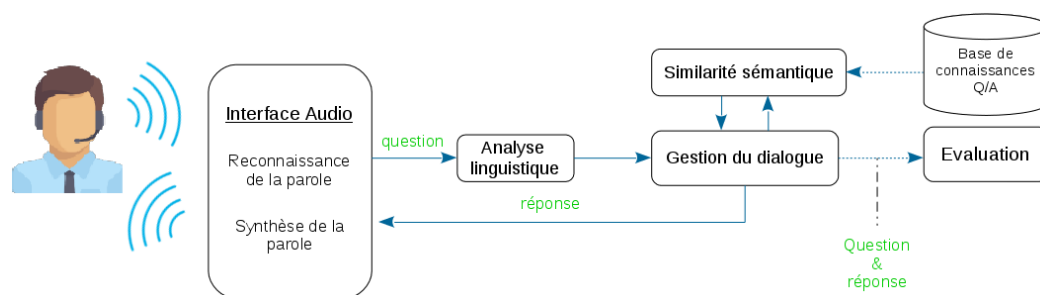 Interface Audio
Reconnaissance
de la parole
Synthèse de la
parole
question
Analyse
linguistique
réponse
Similarité sémantique
Gestion du dialogue
Base de
connaissances
Q/A
Evaluation
Question
&
réponse